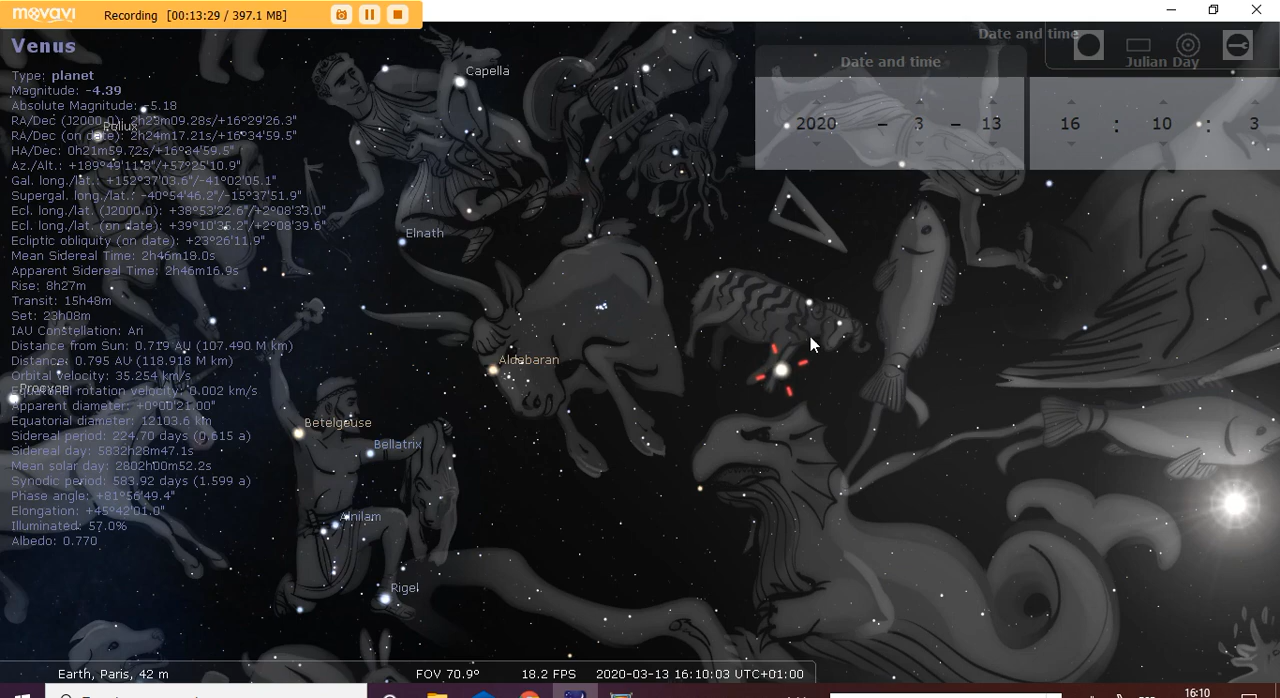 movavi Recording [00:13:29 / 397.1 MB]
Venus
Date and time
Date and time
Julian Day
Type: planet
Magnitude: -4.39
Absolute Magnitude: -5.18
RA/Dec (J2000.0): 2h23m09.28s/+16°29'26.3"
RA/Dec (on date): 2h24m17.21s/+16°34'59.5"
HA/Dec: 0h21m59.72s/+16°34'59.5"
Az./Alt.: +189°49'11.8"/+57°25'10.9"
Gal. long./lat.: +152°37'03.6"/-41°02'05.1"
Supergal. long./lat.: -40°54'46.2"/-15°37'51.9"
Ecl. long./lat. (J2000.0): +38°53'22.6"/+2°08'33.0"
Ecl. long./lat. (on date): +39°10'35.2"/+2°08'39.6"
Ecliptic obliquity (on date): +23°26'11.9"
Mean Sidereal Time: 2h46m18.0s
Apparent Sidereal Time: 2h46m16.9s
Rise: 8h27m
Transit: 15h48m
Set: 23h08m
IAU Constellation: Ari
Distance from Sun: 0.719 AU (107.490 M km)
Distance: 0.795 AU (118.918 M km)
Orbital velocity: 35.254 km/s
Equatorial rotation velocity: 0.002 km/s
Apparent diameter: +0°00'21.00"
Equatorial diameter: 12103.6 km
Sidereal period: 224.70 days (0.615 a)
Sidereal day: 5832h28m47.1s
Mean solar day: 2802h00m52.2s
Synodic period: 583.92 days (1.599 a)
Phase angle: +81°56'49.4"
Elongation: +45°42'01.0"
Illuminated: 57.0%
Albedo: 0.770
2020 - 3 - 13 16 : 10 : 3
Capella
Pollux
Elnath
Aldebaran
Procyon
Betelgeuse
Bellatrix
Alnilam
Rigel
Earth, Paris, 42 m FOV 70.9° 18.2 FPS 2020-03-13 16:10:03 UTC+01:00
16:10